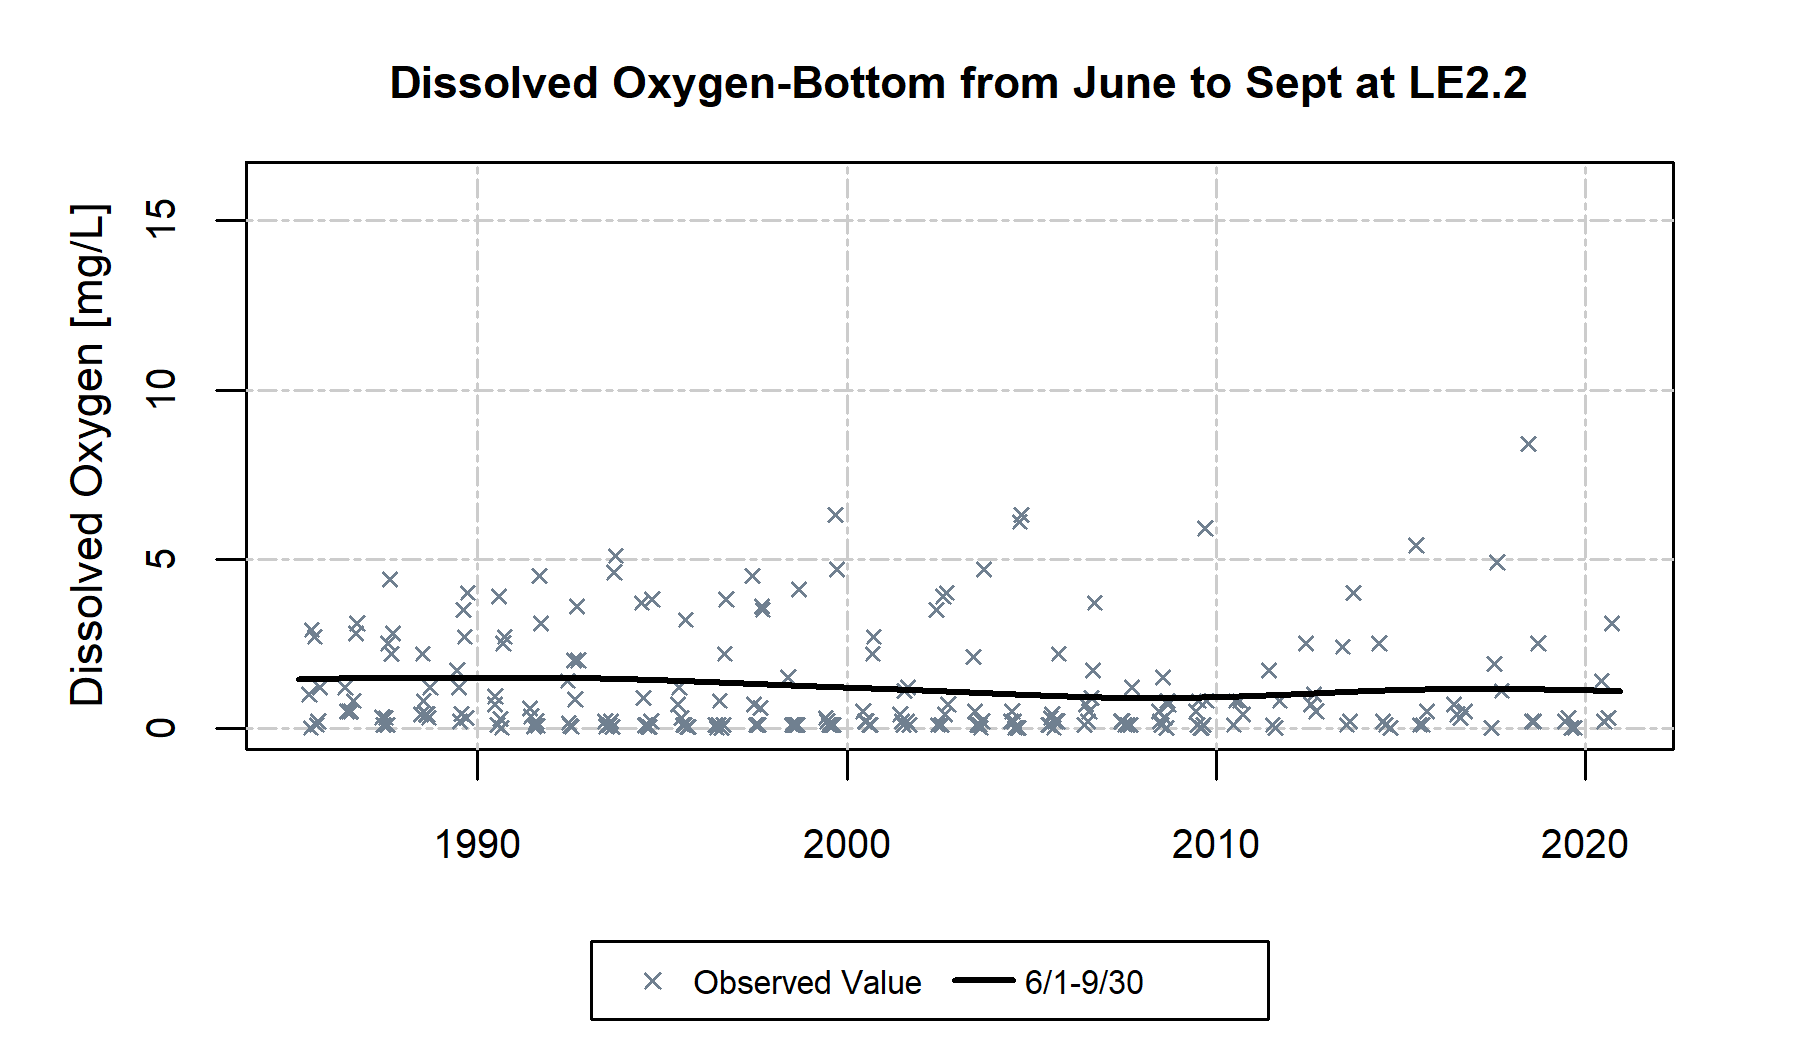 Dissolved Oxygen-Bottom from June to Sept at LE2.2
Dissolved Oxygen [mg/L]
15
10
5
0
1990 2000 2010 2020
Observed Value 6/1-9/30